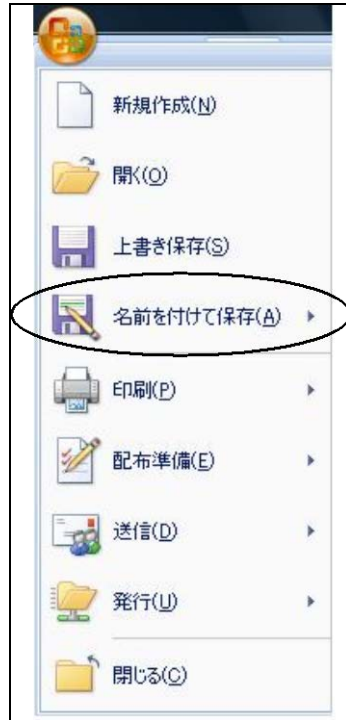 新規作成(N)
開く(O)
上書き保存(S)
名前を付けて保存(A)
印刷(P)
配布準備(E)
送信(D)
発行(U)
閉じる(C)